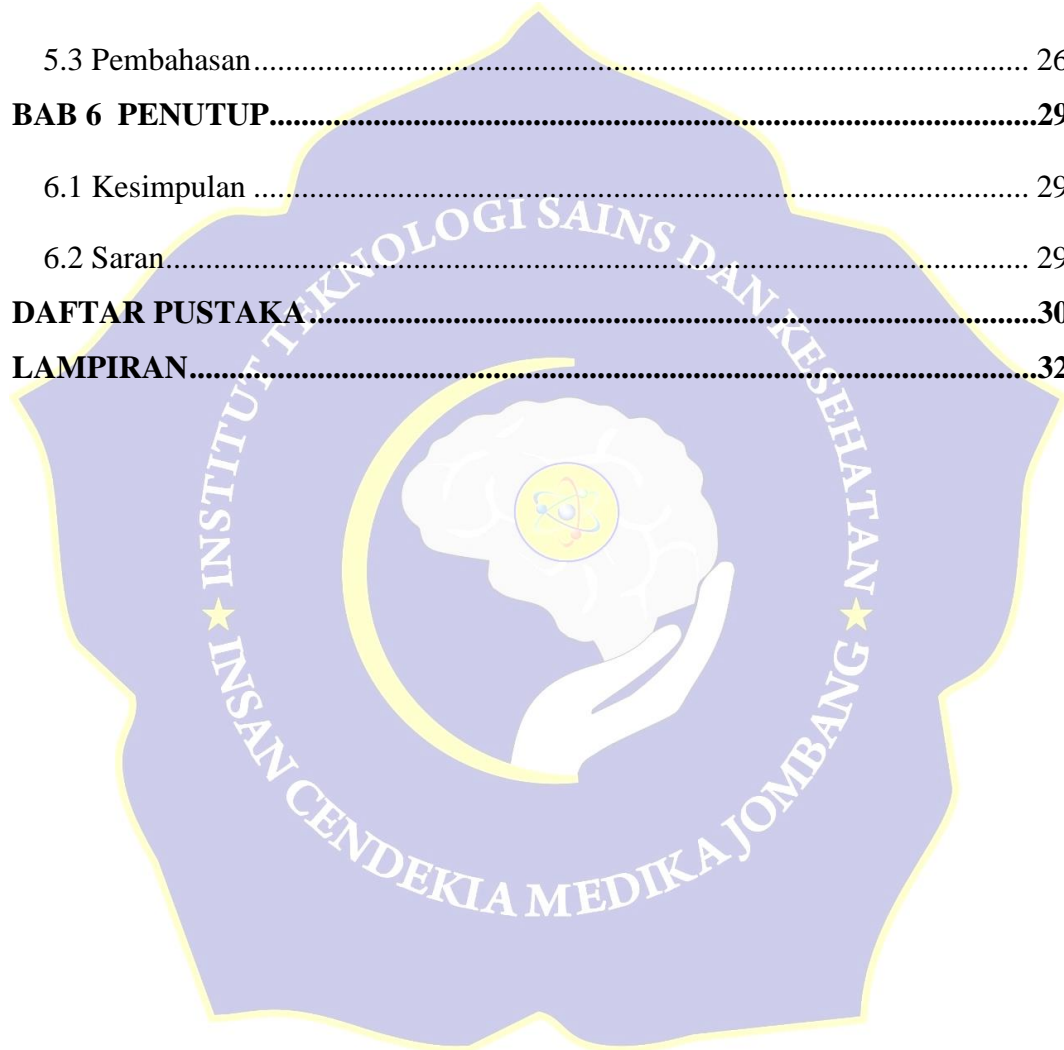 5.3 Pembahasan........................................................................................ 26
BAB 6  PENUTUP........................................................................................29
6.1 Kesimpulan ........................................................................................ 29
6.2 Saran........................................................................................ 29
DAFTAR PUSTAKA ........................................................................................30
LAMPIRAN........................................................................................32
INSTITUT TEKNOLOGI SAINS DAN KESEHATAN
INSAN CENDEKIA MEDIKA JOMBANG